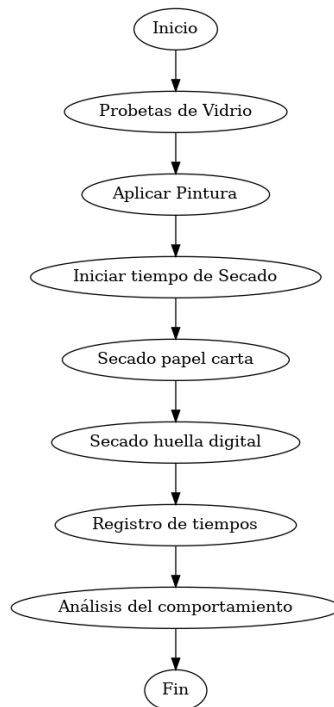 Inicio
Probetas de Vidrio
Aplicar Pintura
Iniciar tiempo de Secado
Secado papel carta
Secado huella digital
Registro de tiempos
Análisis del comportamiento
Fin